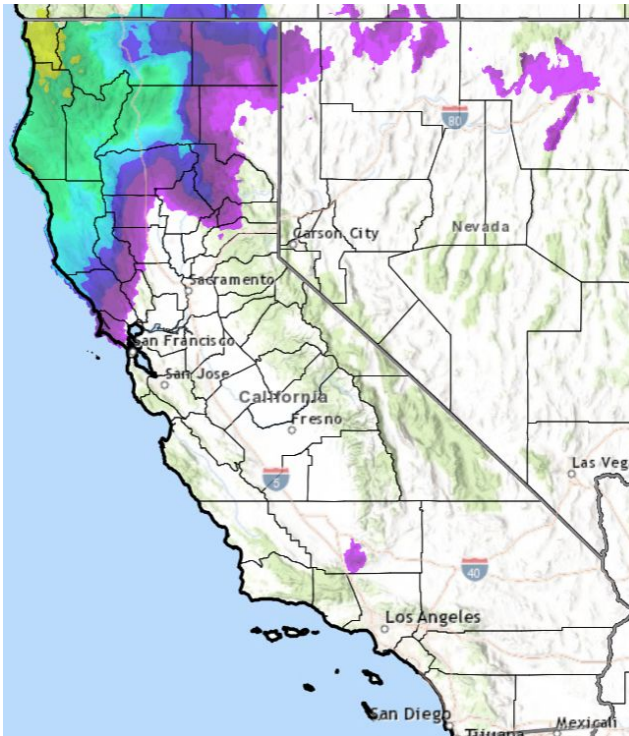 80
Nevada
Carson City
Sacramento
San Francisco
San Jose
California
Fresno
5
Las Veg
40
Los Angeles
San Diego
Mexicali
Tijuana